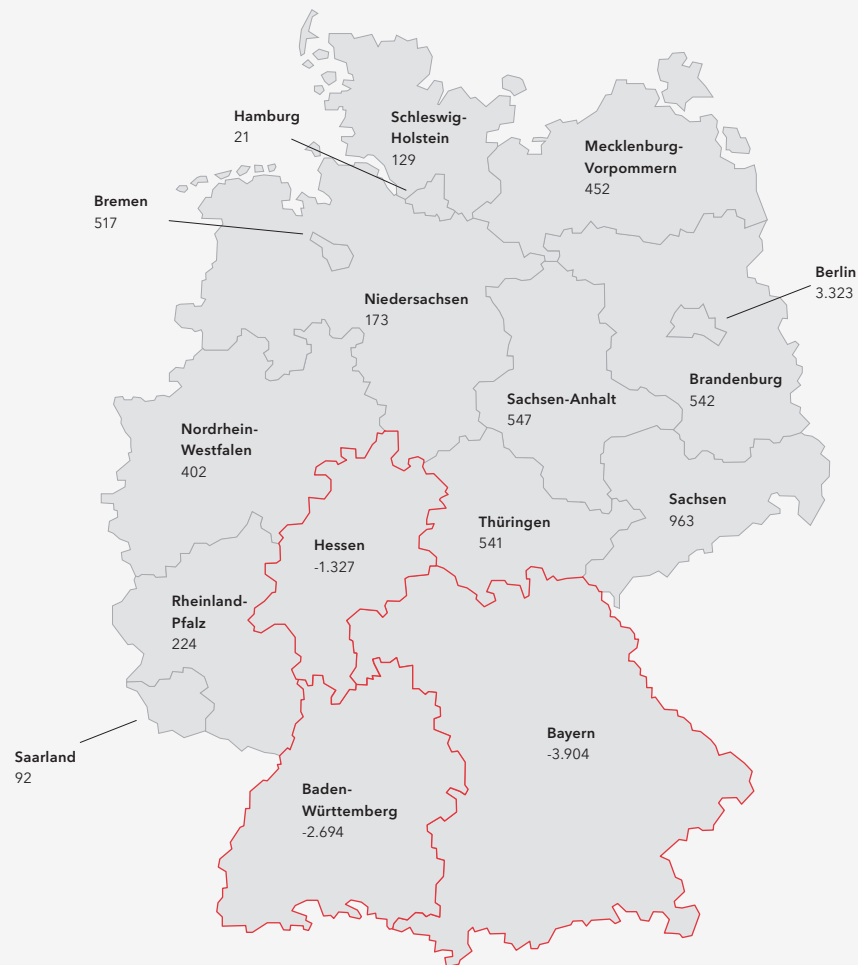 Hamburg
21
Schleswig-
Holstein
129
Mecklenburg-
Vorpommern
452
Bremen
517
Berlin
3.323
Niedersachsen
173
Brandenburg
542
Sachsen-Anhalt
547
Nordrhein-
Westfalen
402
Sachsen
963
Thüringen
541
Hessen
-1.327
Rheinland-
Pfalz
224
Bayern
-3.904
Saarland
92
Baden-
Württemberg
-2.694